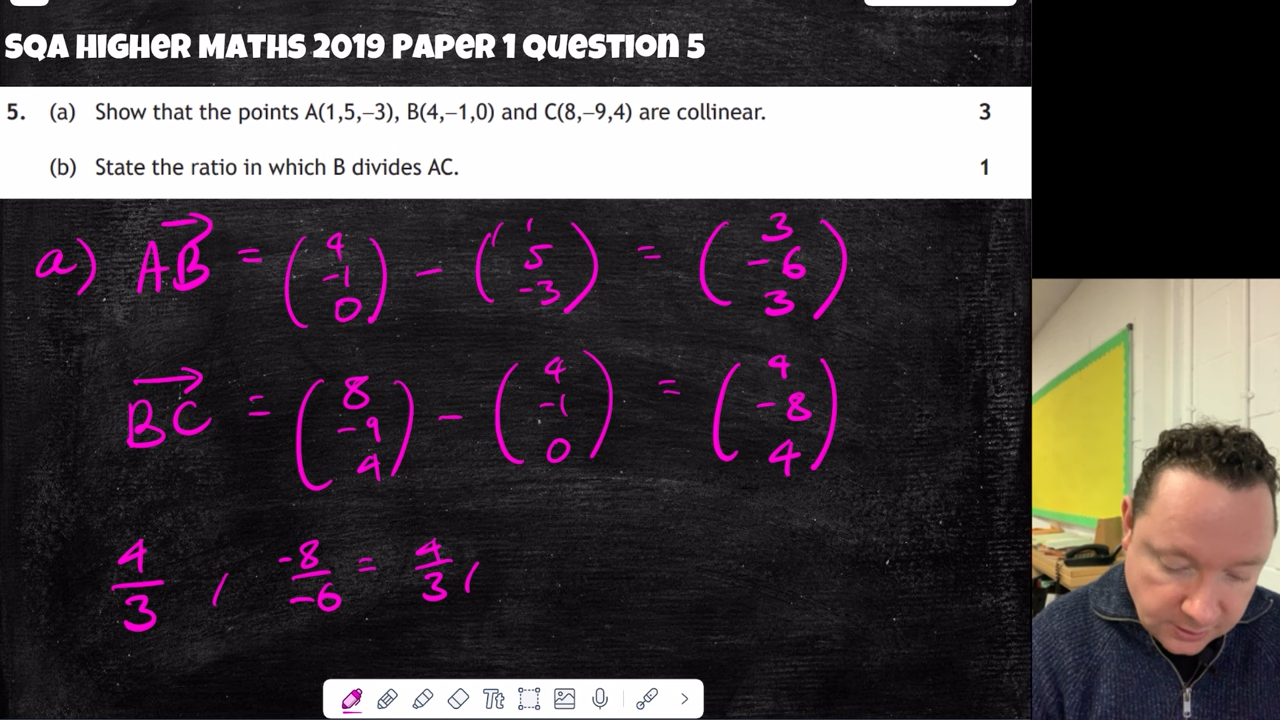 SQA HIGHER MATHS 2019 PAPER 1 QUESTION 5
5. (a) Show that the points A(1,5,−3), B(4,−1,0) and C(8,−9,4) are collinear. 3
(b) State the ratio in which B divides AC. 1
a) AB = (4 -1 0) - (1 5 -3) = (3 -6 3)
BC = (8 -9 4) - (4 -1 0) = (4 -8 4)
4/3 , -8/-6 = 4/3 ,
Tt